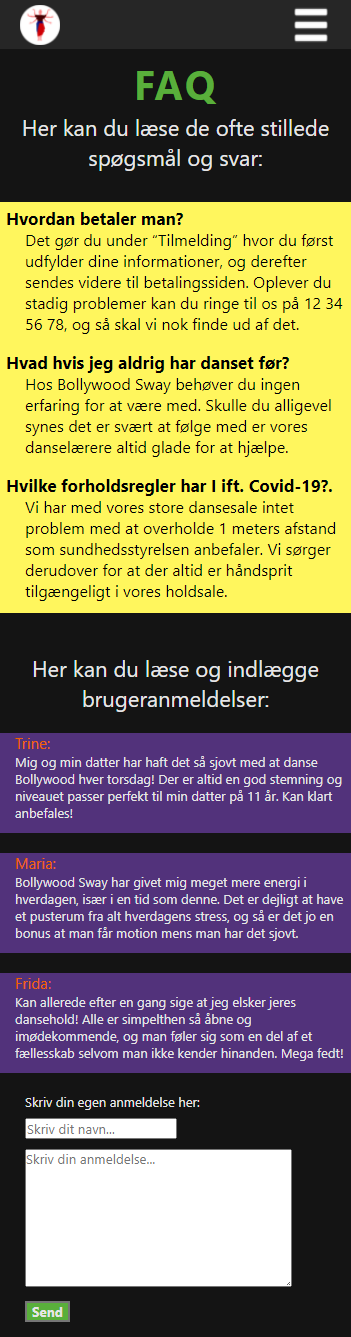 FAQ
Her kan du læse de ofte stillede
spøgsmål og svar:
Hvordan betaler man?
Det gør du under “Tilmelding” hvor du først
udfylder dine informationer, og derefter
sendes videre til betalingssiden. Oplever du
stadig problemer kan du ringe til os på 12 34
56 78, og så skal vi nok finde ud af det.
Hvad hvis jeg aldrig har danset før?
Hos Bollywood Sway behøver du ingen
erfaring for at være med. Skulle du alligevel
synes det er svært at følge med er vores
danselærere altid glade for at hjælpe.
Hvilke forholdsregler har I ift. Covid-19?.
Vi har med vores store dansesale intet
problem med at overholde 1 meters afstand
som sundhedsstyrelsen anbefaler. Vi sørger
derudover for at der altid er håndsprit
tilgængeligt i vores holdsale.
Her kan du læse og indlægge
brugeranmeldelser:
Trine:
Mig og min datter har haft det så sjovt med at danse
Bollywood hver torsdag! Der er altid en god stemning og
niveauet passer perfekt til min datter på 11 år. Kan klart
anbefales!
Maria:
Bollywood Sway har givet mig meget mere energi i
hverdagen, især i en tid som denne. Det er dejligt at have
et pusterum fra alt hverdagens stress, og så er det jo en
bonus at man får motion mens man har det sjovt.
Frida:
Kan allerede efter en gang sige at jeg elsker jeres
dansehold! Alle er simpelthen så åbne og
imødekommende, og man føler sig som en del af et
fællesskab selvom man ikke kender hinanden. Mega fedt!
Skriv din egen anmeldelse her:
Skriv dit navn...
Skriv din anmeldelse...
Send